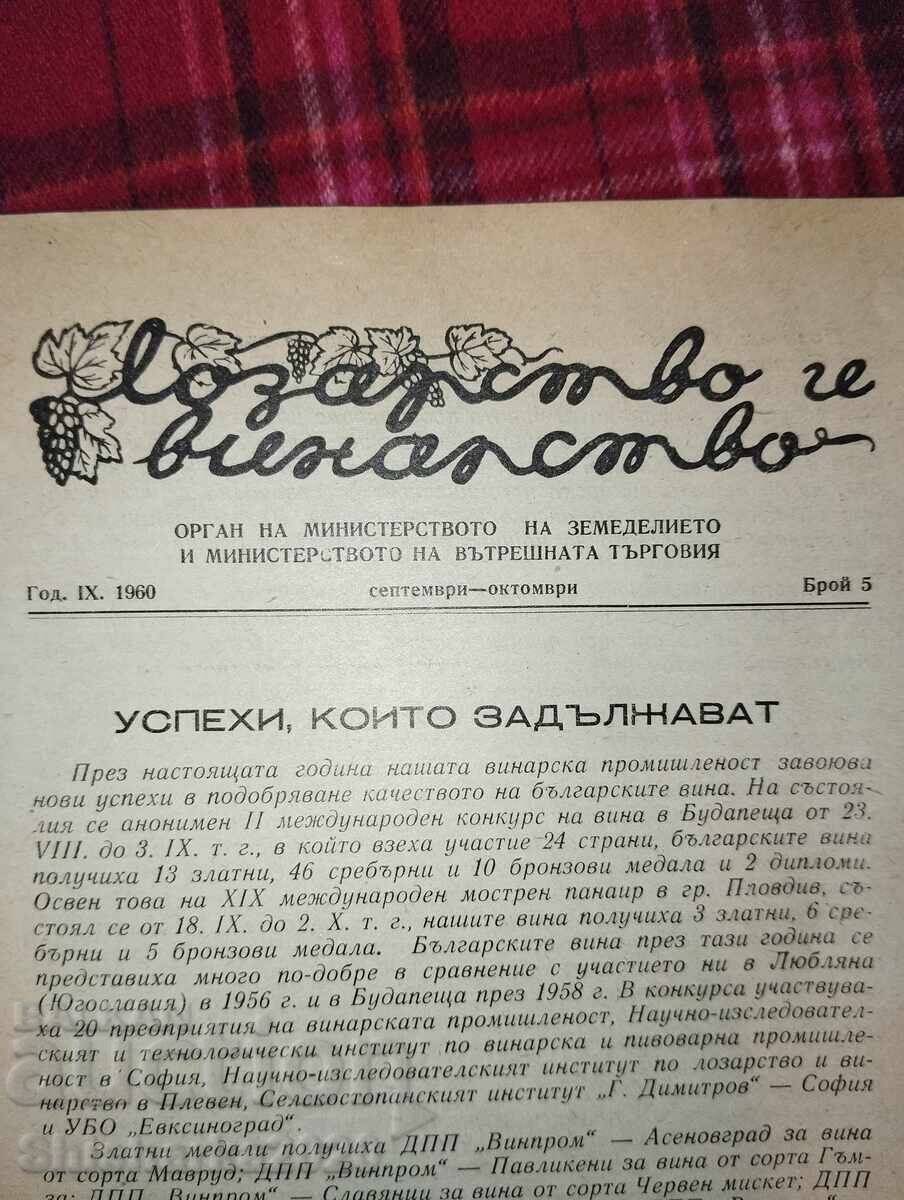 Лозарство и
винарство
ОРГАН НА МИНИСТЕРСТВОТО НА ЗЕМЕДЕЛИЕТО
И МИНИСТЕРСТВОТО НА ВЪТРЕШНАТА ТЪРГОВИЯ
Год. IX. 1960 септември—октомври Брой 5
УСПЕХИ, КОИТО ЗАДЪЛЖАВАТ
През настоящата година нашата винарска промишленост завоюва
нови успехи в подобряване качеството на българските вина. На състоя-
лия се анонимен II международен конкурс на вина в Будапеща от 23.
VIII. до 3. IX. т. г., в който взеха участие 24 страни, българските вина
получиха 13 златни, 46 сребърни и 10 бронзови медала и 2 дипломи.
Освен това на XIX международен мострен панаир в гр. Пловдив, със-
стоял се от 18. IX. до 2. X. т. г., нашите вина получиха 3 златни, 6 сре-
бърни и 5 бронзови медала. Българските вина през тази година се
представиха много по-добре в сравнение с участието ни в Любляна
(Югославия) в 1956 г. и в Будапеща през 1958 г. В конкурса участвува-
ха 20 предприятия на винарската промишленост, Научно-изследовател-
ският и технологически институт по винарска и пивоварна промишле-
ност в София, Научно-изследователският институт по лозарство и ви-
нарство в Плевен, Селскостопанският институт „Г. Димитров“ — София
и УБО „Евксиноград“.
Златни медали получиха ДПП „Винпром“ — Асеновград за вина
от сорта Мавруд; ДПП „Винпром“ — Павликени за вина от сорта Гъм-
за; ДПП „Винпром“ — Славянци за вина от сорта Червен мискет; ДПП